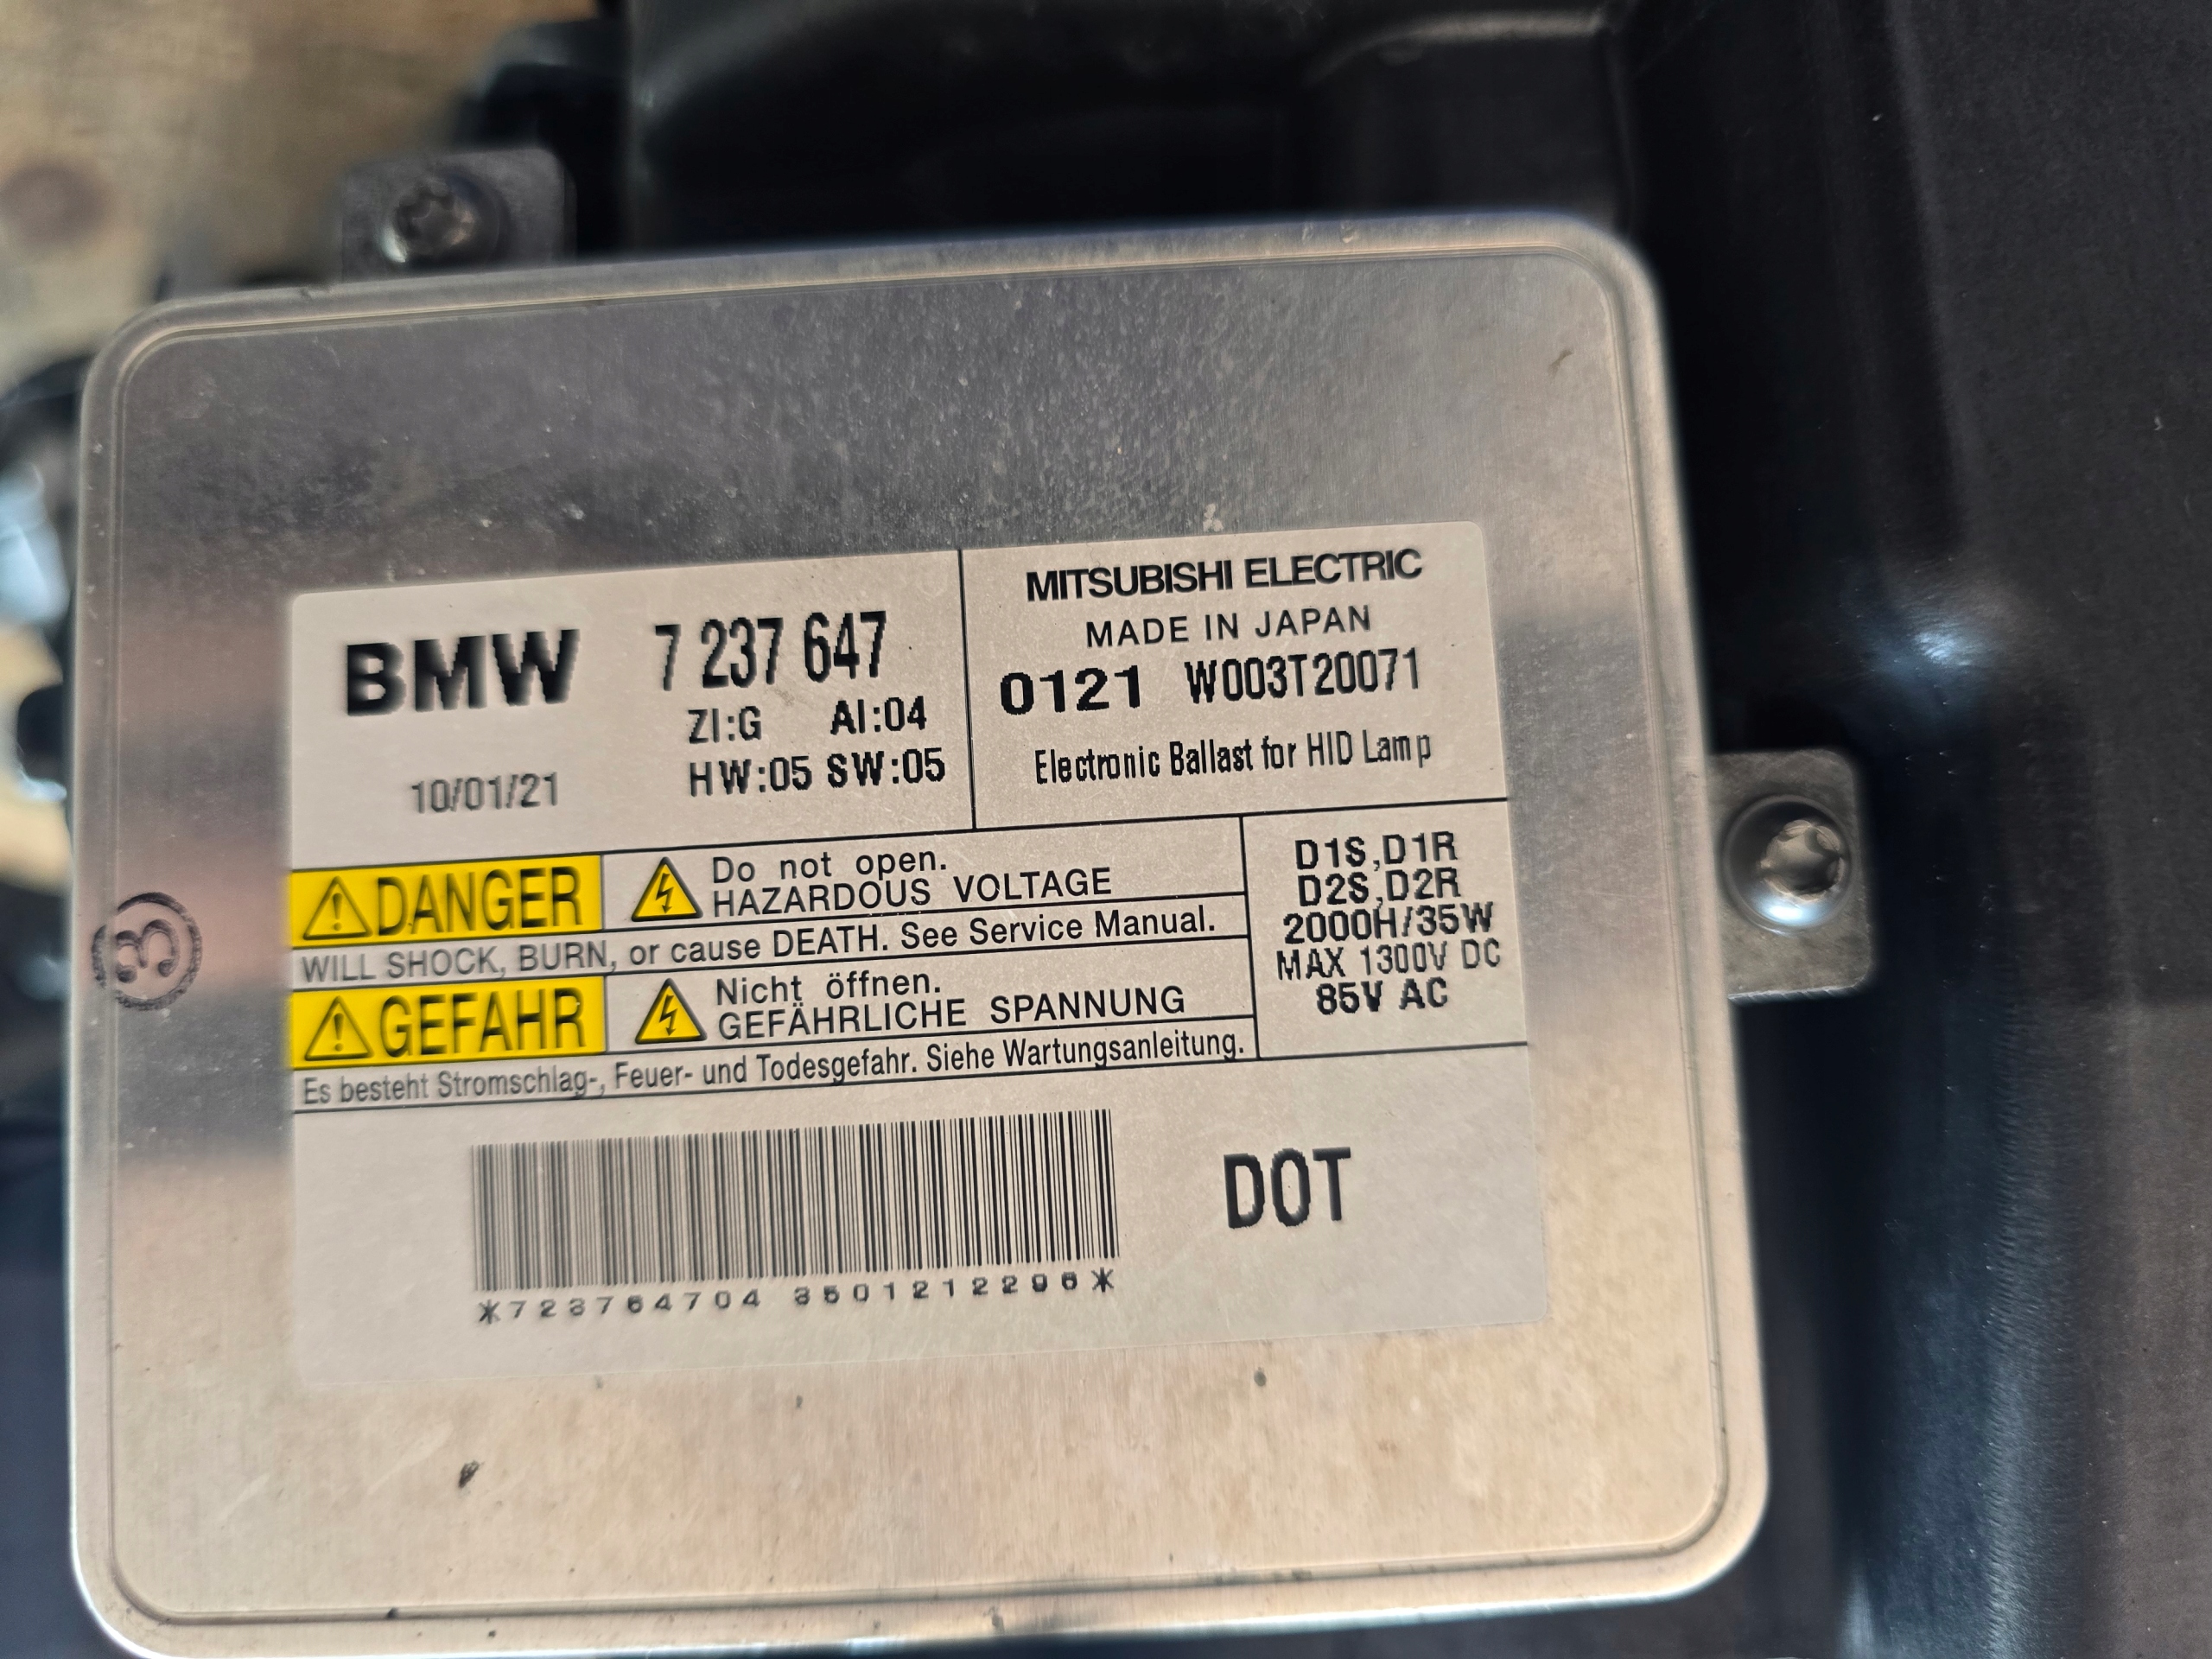 BMW 7 237 647
ZI:G AI:04
10/01/21 HW:05 SW:05
MITSUBISHI ELECTRIC
MADE IN JAPAN
0121 W003T20071
Electronic Ballast for HID Lamp
DANGER Do not open.
HAZARDOUS VOLTAGE
WILL SHOCK, BURN, or cause DEATH. See Service Manual.
GEFAHR Nicht öffnen.
GEFÄHRLICHE SPANNUNG
Es besteht Stromschlag-, Feuer- und Todesgefahr. Siehe Wartungsanleitung.
D1S,D1R
D2S,D2R
2000H/35W
MAX 1300V DC
85V AC
DOT
*723764704 3501212296*
3